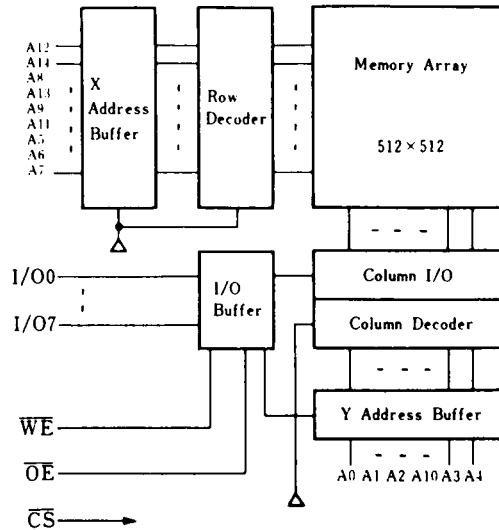 A12
A14
A8
A13
A9
A11
A5
A6
A7
X
Address
Buffer
Row
Decoder
Memory Array
512×512
I/O0
I/O7
I/O
Buffer
Column I/O
Column Decoder
Y Address Buffer
A0 A1 A2 A10 A3 A4
WE
OE
CS